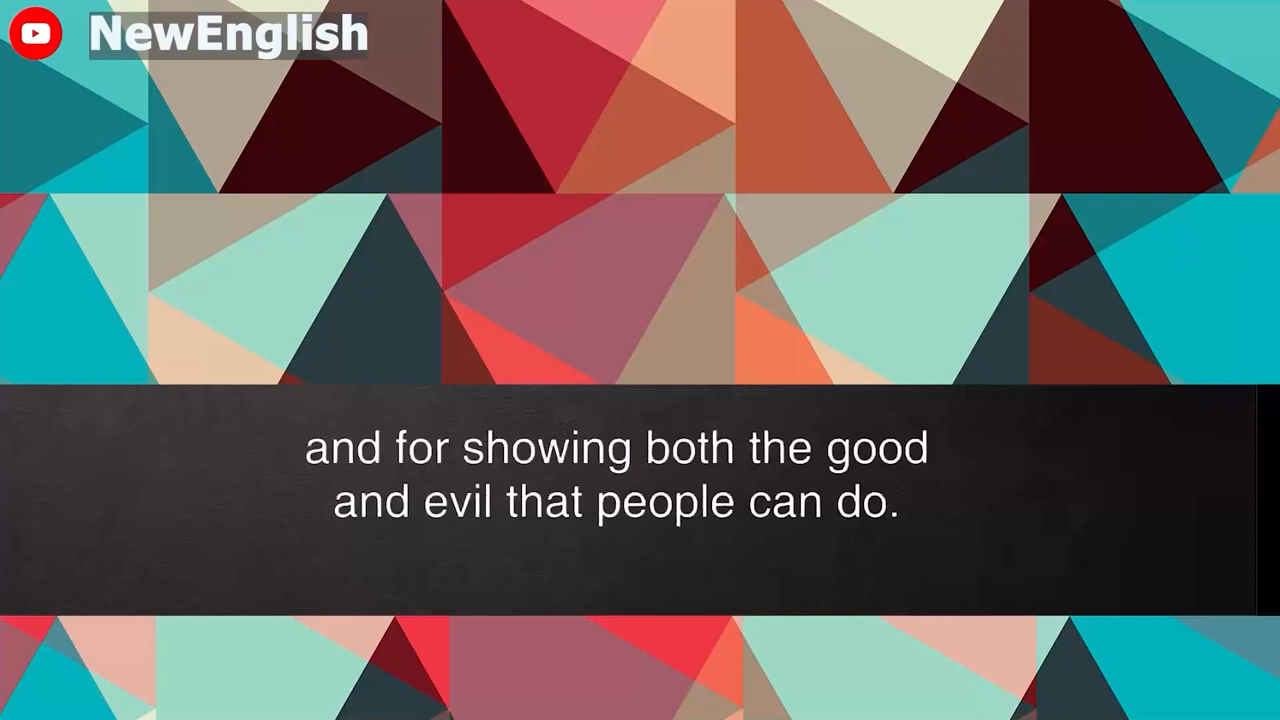 NewEnglish
and for showing both the good
and evil that people can do.